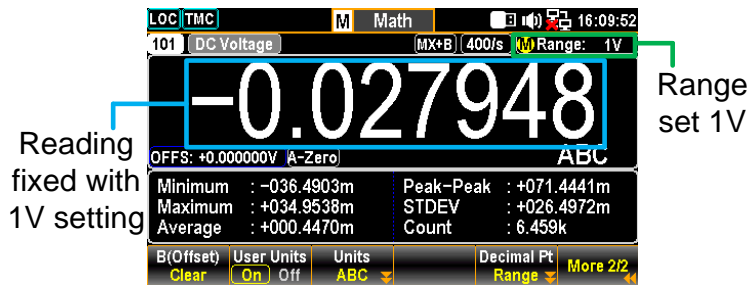 LOC TMC M Math 16:09:52
101 DC Voltage MX+B 400/s M Range: 1V
-0.027948
OFFS: +0.000000V A-Zero ABC
Minimum : -036.4903m Peak-Peak : +071.4441m
Maximum : +034.9538m STDEV : +026.4972m
Average : +000.4470m Count : 6.459k
B(Offset) User Units Units Decimal Pt More 2/2
Clear On Off ABC Range
Reading
fixed with
1V setting
Range
set 1V